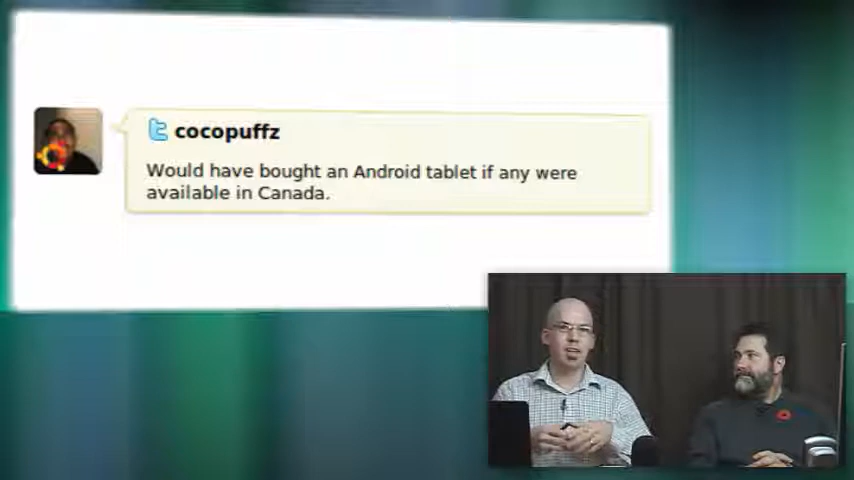 cocopuffz
Would have bought an Android tablet if any were
available in Canada.